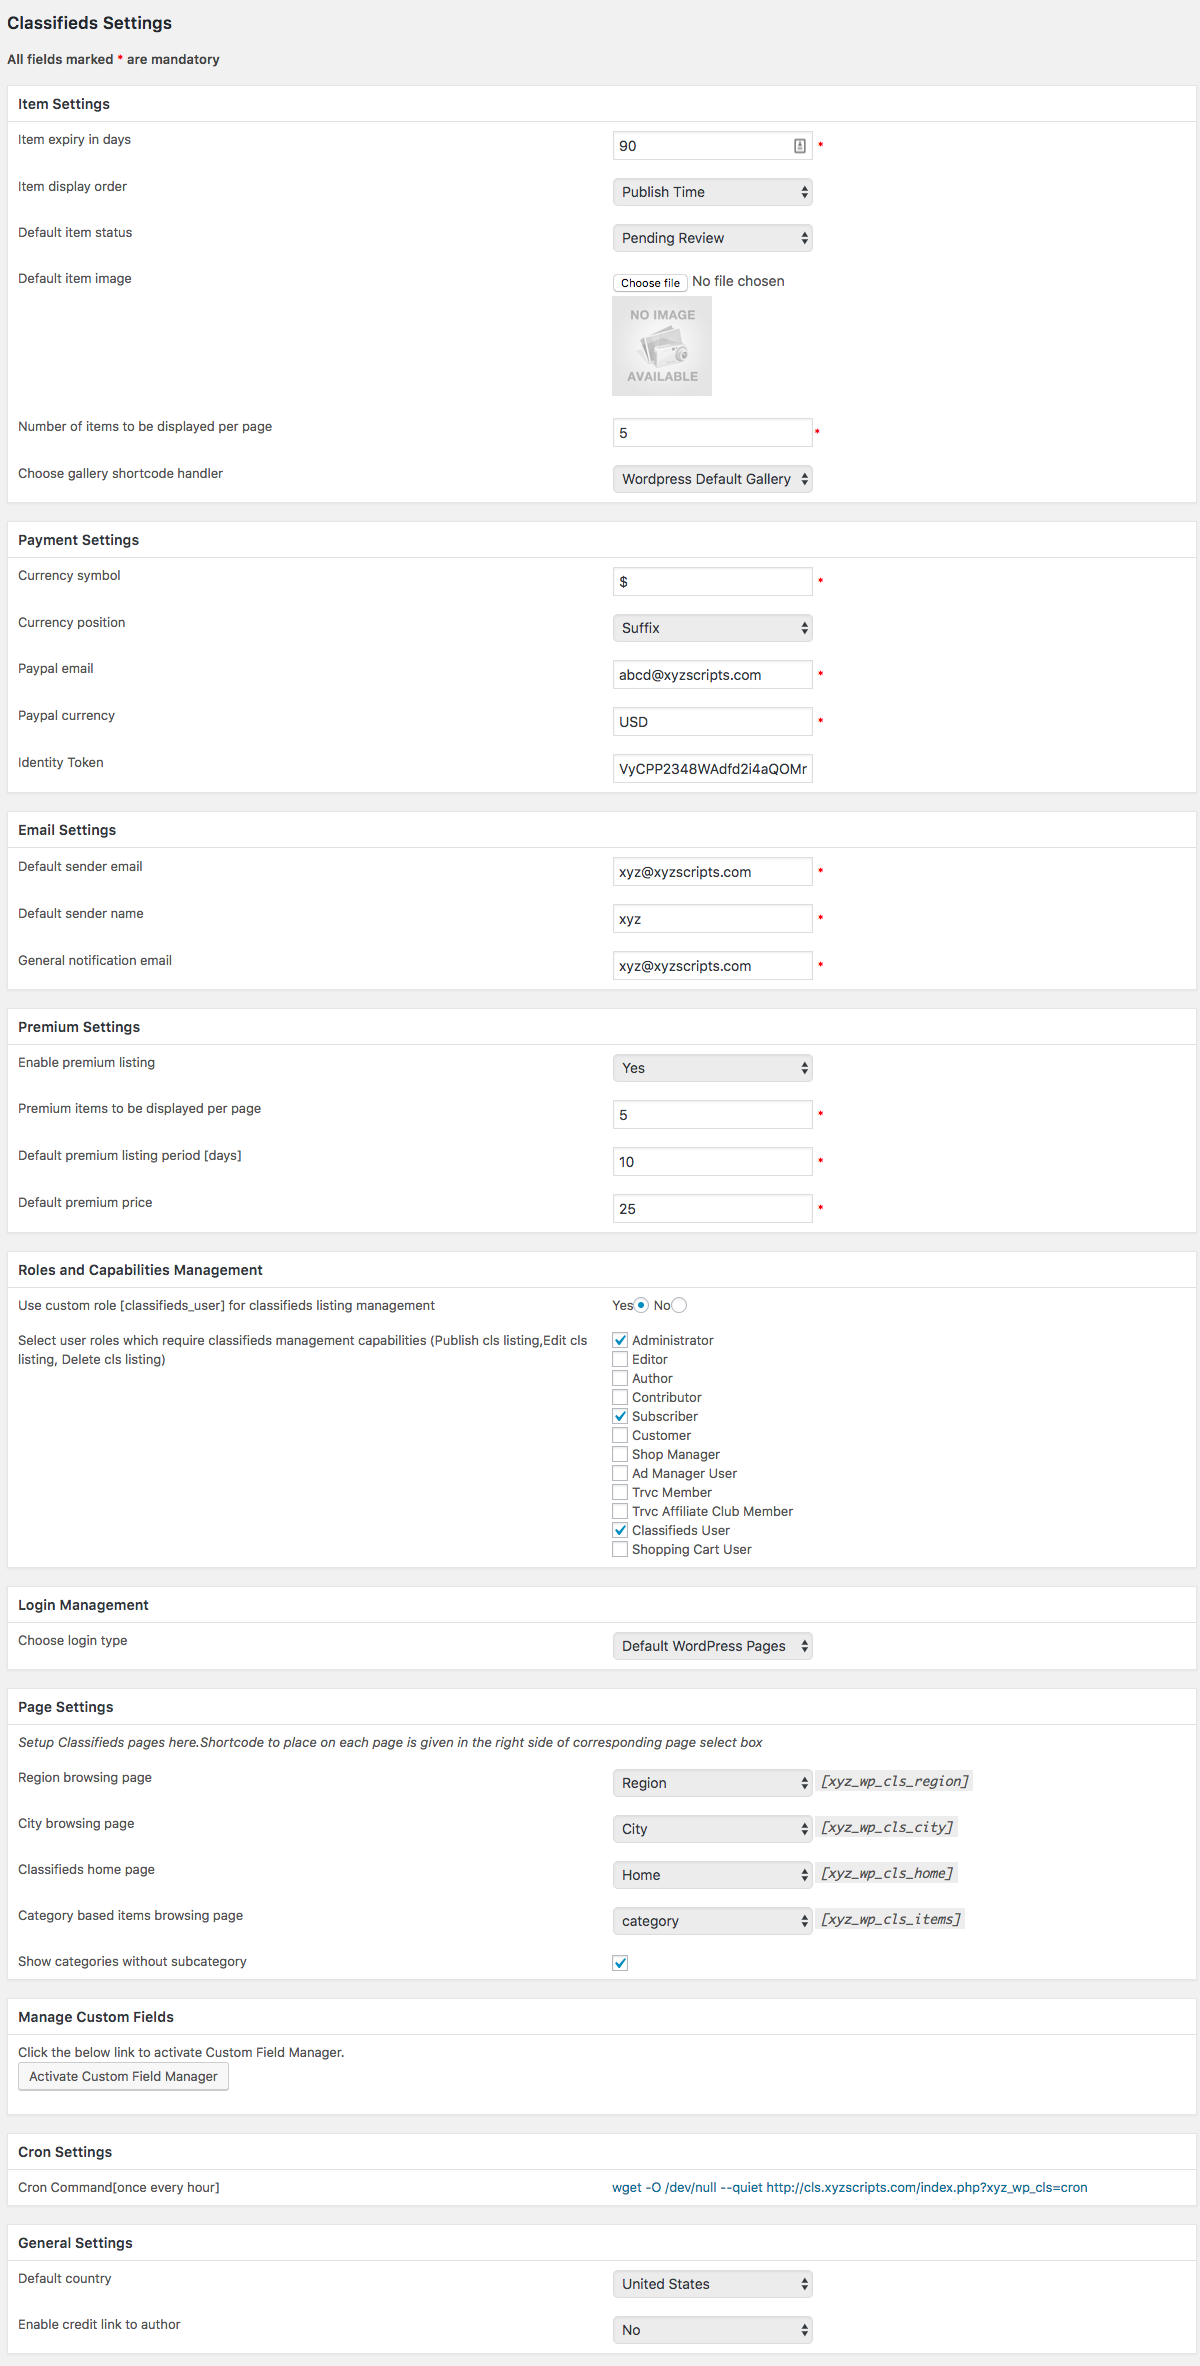 Classifieds Settings
All fields marked * are mandatory
Item Settings
Item expiry in days
90 *
Item display order
Publish Time
Default item status
Pending Review
Default item image
Choose file No file chosen
NO IMAGE
AVAILABLE
Number of items to be displayed per page
5 *
Choose gallery shortcode handler
Wordpress Default Gallery
Payment Settings
Currency symbol
$ *
Currency position
Suffix
Paypal email
abcd@xyzscripts.com *
Paypal currency
USD *
Identity Token
VyCPP2348WAdfd2i4aQOMr
Email Settings
Default sender email
xyz@xyzscripts.com *
Default sender name
xyz *
General notification email
xyz@xyzscripts.com *
Premium Settings
Enable premium listing
Yes
Premium items to be displayed per page
5 *
Default premium listing period [days]
10 *
Default premium price
25 *
Roles and Capabilities Management
Use custom role [classifieds_user] for classifieds listing management
Yes No
Select user roles which require classifieds management capabilities (Publish cls listing,Edit cls
listing, Delete cls listing)
Administrator
Editor
Author
Contributor
Subscriber
Customer
Shop Manager
Ad Manager User
Trvc Member
Trvc Affiliate Club Member
Classifieds User
Shopping Cart User
Login Management
Choose login type
Default WordPress Pages
Page Settings
Setup Classifieds pages here.Shortcode to place on each page is given in the right side of corresponding page select box
Region browsing page
Region [xyz_wp_cls_region]
City browsing page
City [xyz_wp_cls_city]
Classifieds home page
Home [xyz_wp_cls_home]
Category based items browsing page
category [xyz_wp_cls_items]
Show categories without subcategory
Manage Custom Fields
Click the below link to activate Custom Field Manager.
Activate Custom Field Manager
Cron Settings
Cron Command[once every hour]
wget -O /dev/null --quiet http://cls.xyzscripts.com/index.php?xyz_wp_cls=cron
General Settings
Default country
United States
Enable credit link to author
No